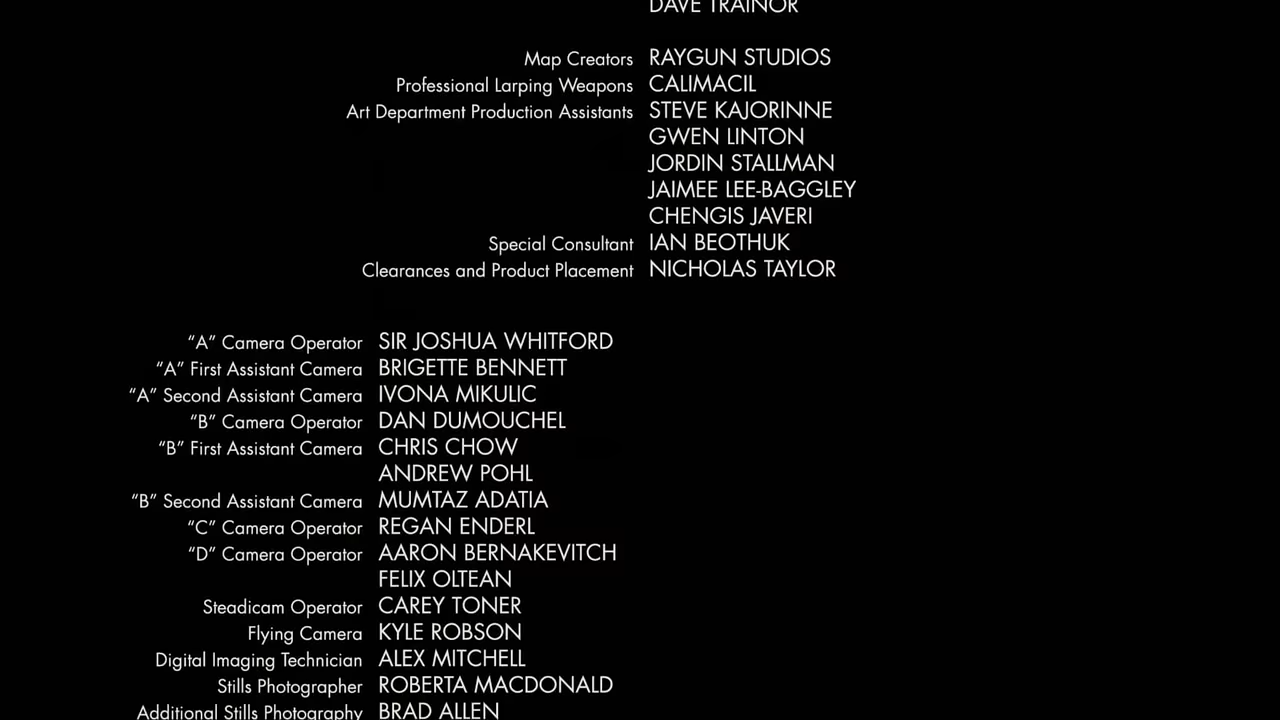 DAVE TRAINOR
Map Creators RAYGUN STUDIOS
Professional Larping Weapons CALIMACIL
Art Department Production Assistants STEVE KAJORINNE
GWEN LINTON
JORDIN STALLMAN
JAIMEE LEE-BAGGLEY
CHENGIS JAVERI
Special Consultant IAN BEOTHUK
Clearances and Product Placement NICHOLAS TAYLOR
“A” Camera Operator SIR JOSHUA WHITFORD
“A” First Assistant Camera BRIGETTE BENNETT
“A” Second Assistant Camera IVONA MIKULIC
“B” Camera Operator DAN DUMOUCHEL
“B” First Assistant Camera CHRIS CHOW
ANDREW POHL
“B” Second Assistant Camera MUMTAZ ADATIA
“C” Camera Operator REGAN ENDERL
“D” Camera Operator AARON BERNAKEVITCH
FELIX OLTEAN
Steadicam Operator CAREY TONER
Flying Camera KYLE ROBSON
Digital Imaging Technician ALEX MITCHELL
Stills Photographer ROBERTA MACDONALD
Additional Stills Photography BRAD ALLEN